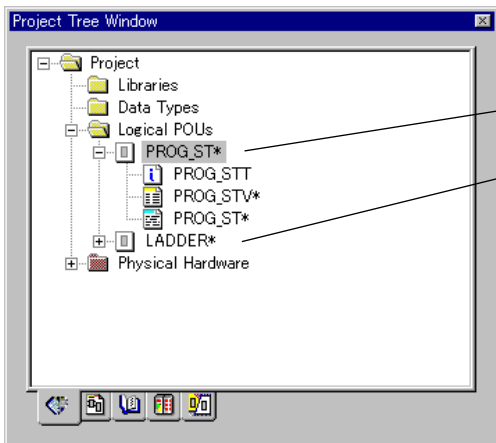 Project Tree Window
Project
Libraries
Data Types
Logical POUs
PROG_ST*
PROG_STT
PROG_STV*
PROG_ST*
LADDER*
Physical Hardware